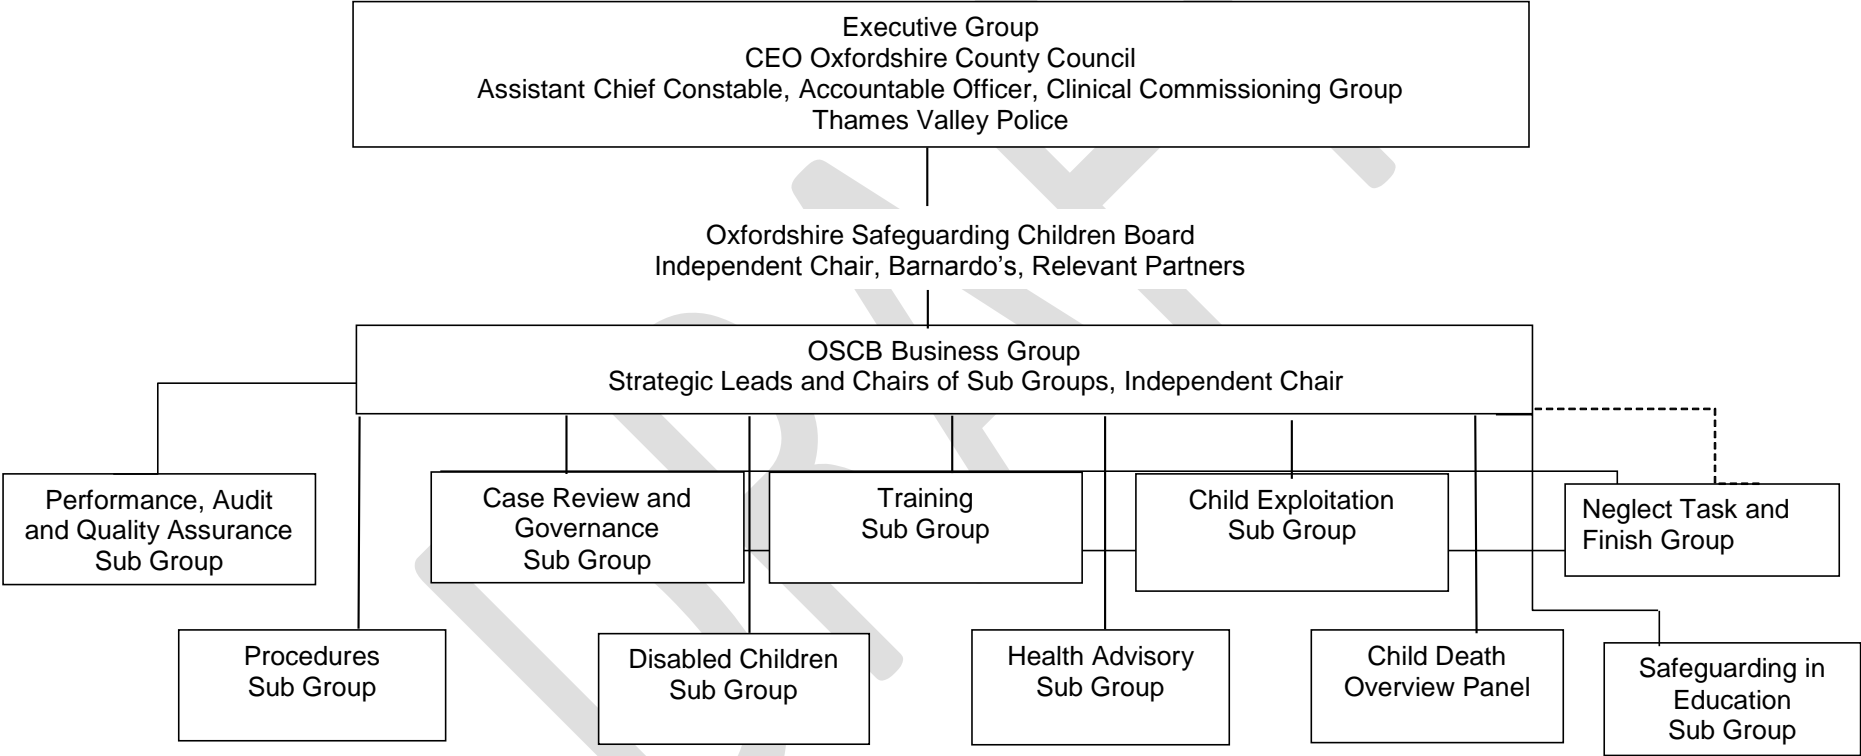 Executive Group
CEO Oxfordshire County Council
Assistant Chief Constable, Accountable Officer, Clinical Commissioning Group
Thames Valley Police
Oxfordshire Safeguarding Children Board
Independent Chair, Barnardo's, Relevant Partners
OSCB Business Group
Strategic Leads and Chairs of Sub Groups, Independent Chair
Performance, Audit
and Quality Assurance
Sub Group
Case Review and
Governance
Sub Group
Training
Sub Group
Child Exploitation
Sub Group
Neglect Task and
Finish Group
Procedures
Sub Group
Disabled Children
Sub Group
Health Advisory
Sub Group
Child Death
Overview Panel
Safeguarding in
Education
Sub Group